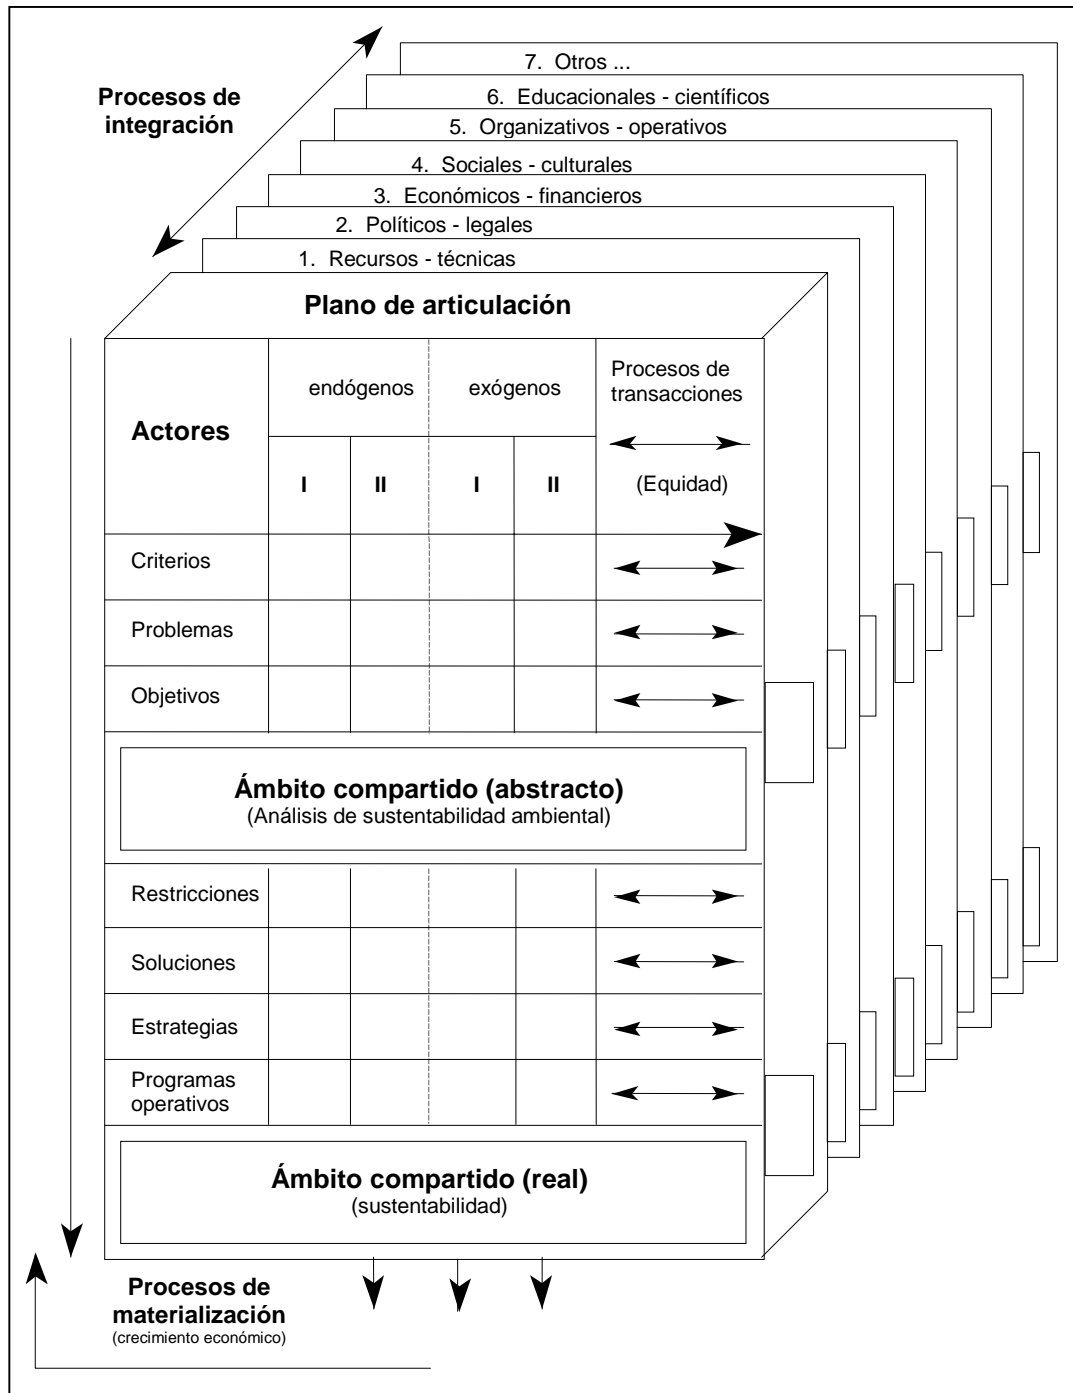 Procesos de
integración
7. Otros ...
6. Educacionales - científicos
5. Organizativos - operativos
4. Sociales - culturales
3. Económicos - financieros
2. Políticos - legales
1. Recursos - técnicas
Plano de articulación
Actores
endógenos
exógenos
Procesos de
transacciones
I
II
I
II
(Equidad)
Criterios
Problemas
Objetivos
Ámbito compartido (abstracto)
(Análisis de sustentabilidad ambiental)
Restricciones
Soluciones
Estrategias
Programas
operativos
Ámbito compartido (real)
(sustentabilidad)
Procesos de
materialización
(crecimiento económico)